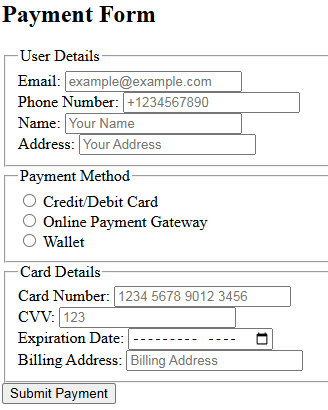 Payment Form
User Details
Email: example@example.com
Phone Number: +1234567890
Name: Your Name
Address: Your Address
Payment Method
Credit/Debit Card
Online Payment Gateway
Wallet
Card Details
Card Number: 1234 5678 9012 3456
CVV: 123
Expiration Date: --------- ----
Billing Address: Billing Address
Submit Payment